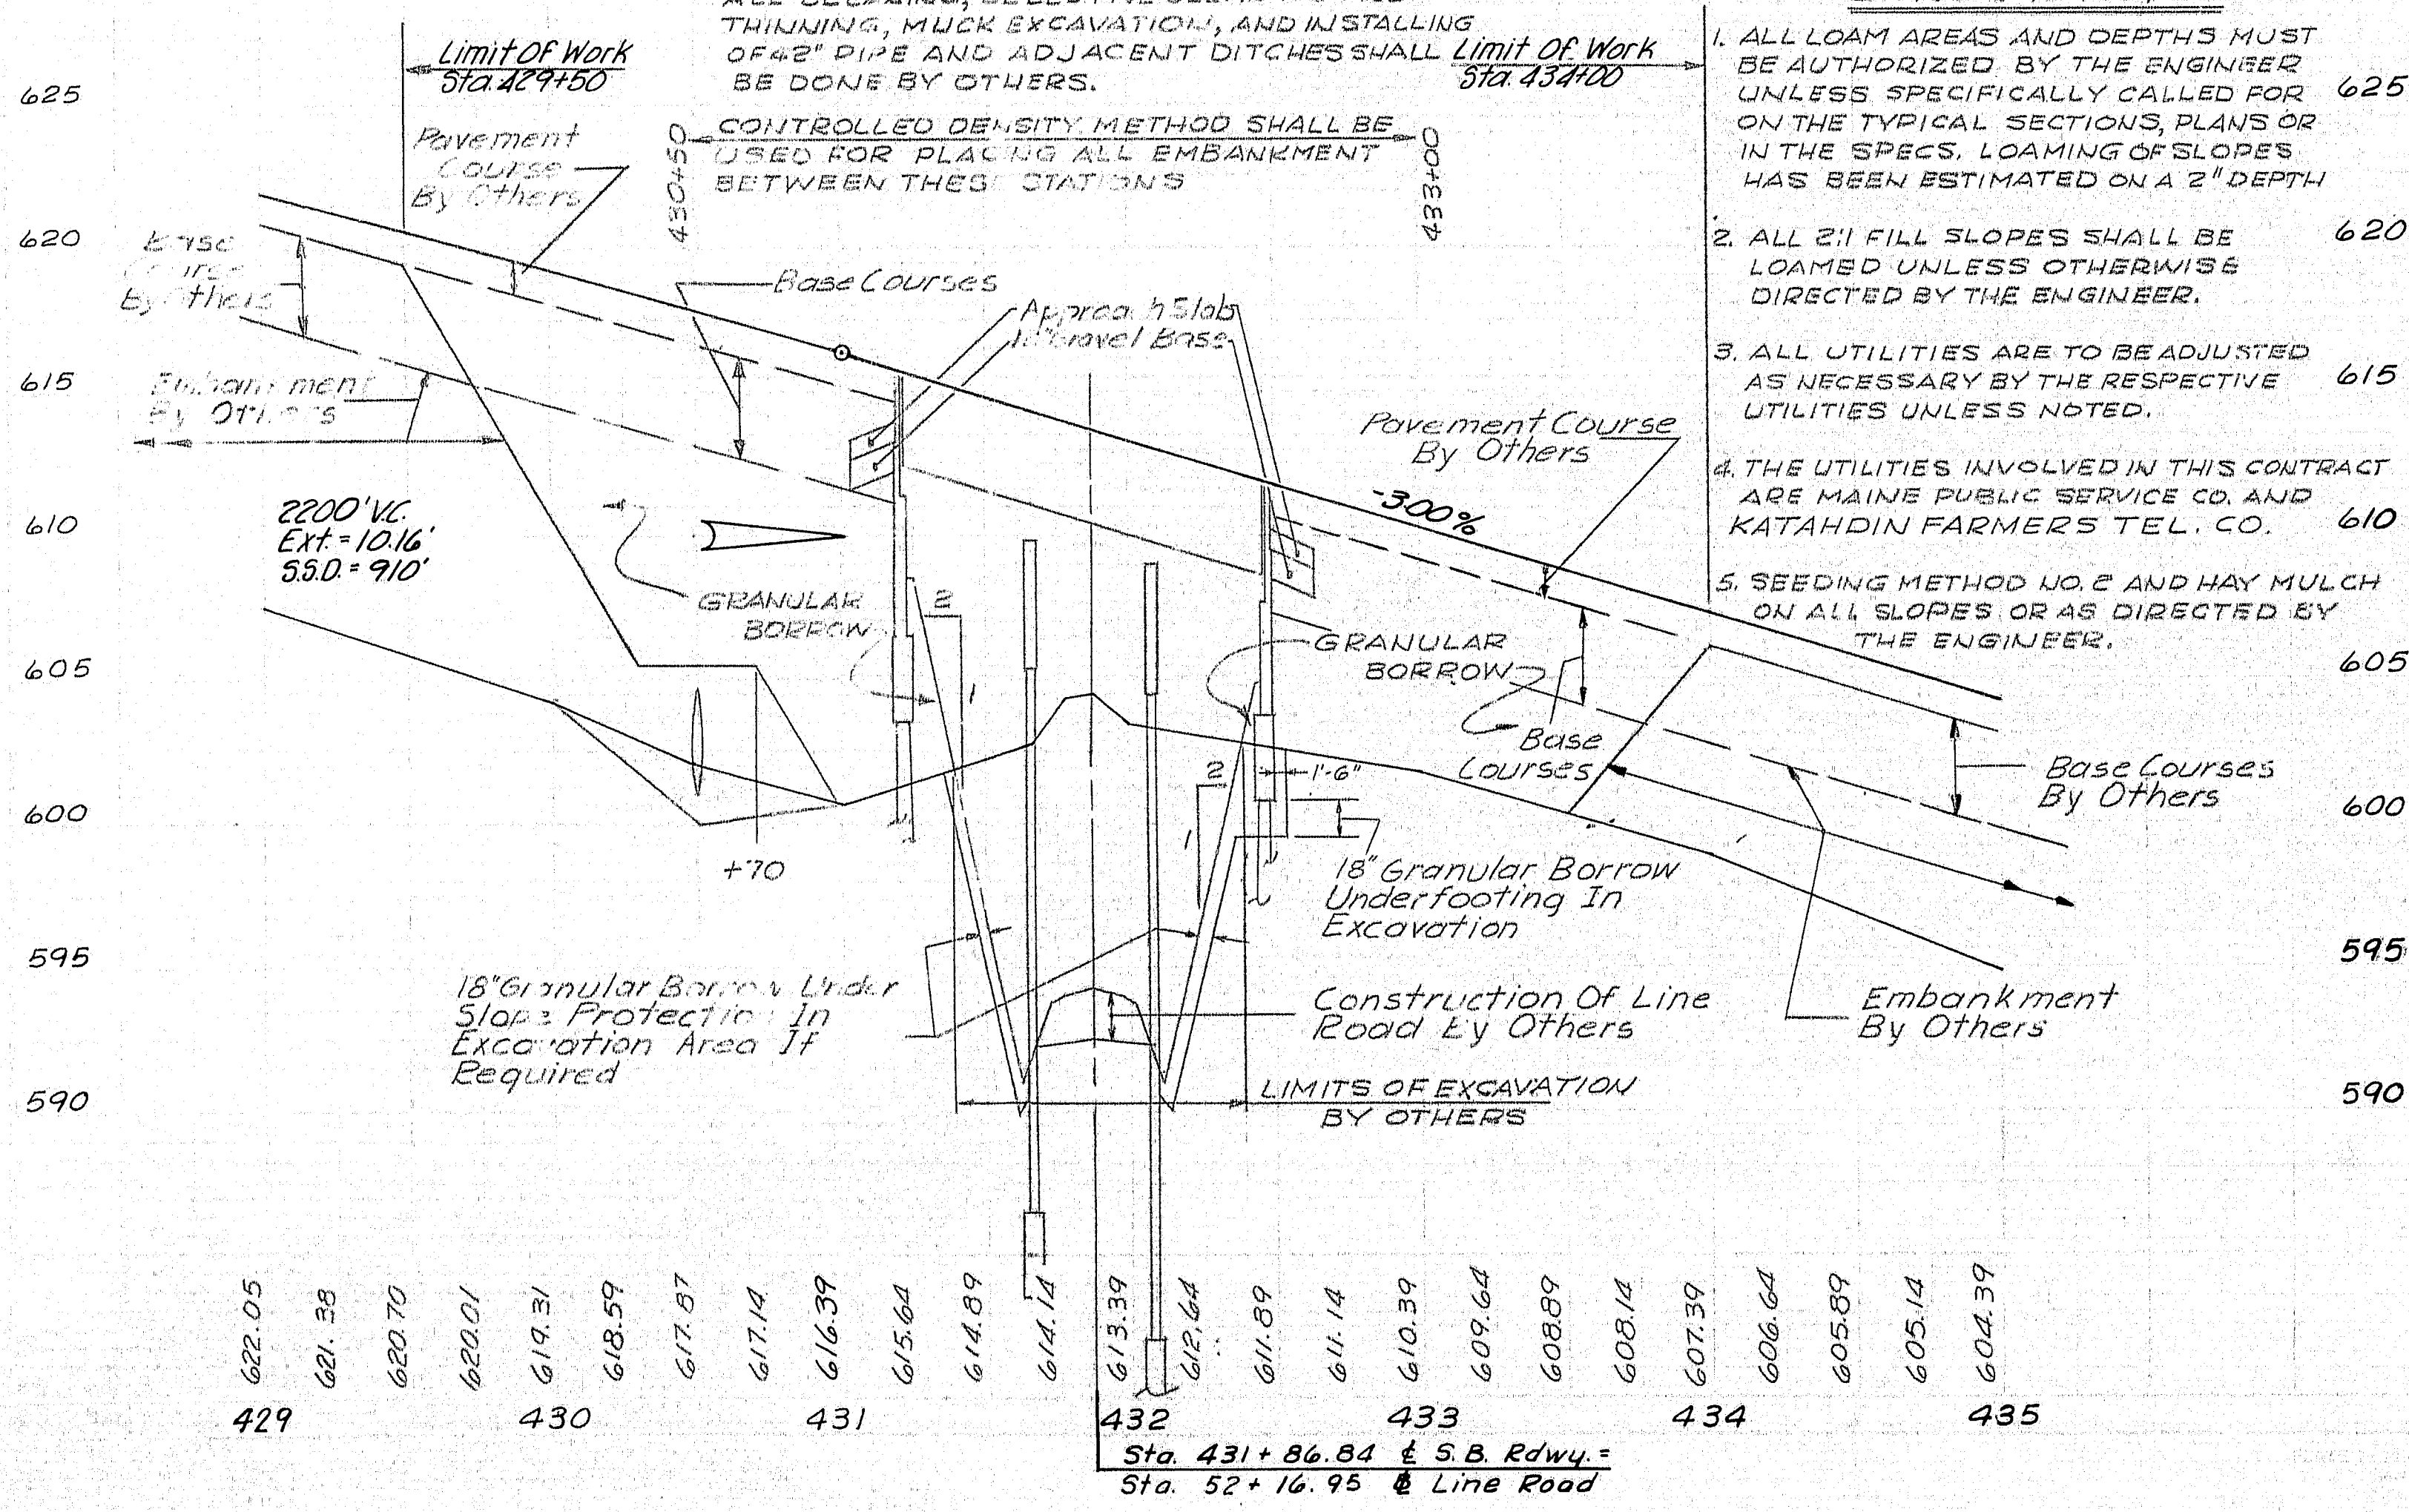 THINNING, MUCK EXCAVATION, AND INSTALLING
OF 42" PIPE AND ADJACENT DITCHES SHALL
BE DONE BY OTHERS.
Limit Of Work
Sta. 429+50
Limit Of Work
Sta. 434+00
430+50
CONTROLLED DENSITY METHOD SHALL BE
USED FOR PLACING ALL EMBANKMENT
BETWEEN THESE STATIONS
433+00
1. ALL LOAM AREAS AND DEPTHS MUST
BE AUTHORIZED BY THE ENGINEER
UNLESS SPECIFICALLY CALLED FOR
ON THE TYPICAL SECTIONS, PLANS OR
IN THE SPECS. LOAMING OF SLOPES
HAS BEEN ESTIMATED ON A 2" DEPTH
2. ALL 2:1 FILL SLOPES SHALL BE
LOAMED UNLESS OTHERWISE
DIRECTED BY THE ENGINEER.
3. ALL UTILITIES ARE TO BE ADJUSTED
AS NECESSARY BY THE RESPECTIVE
UTILITIES UNLESS NOTED.
4. THE UTILITIES INVOLVED IN THIS CONTRACT
ARE MAINE PUBLIC SERVICE CO. AND
KATAHDIN FARMERS TEL. CO.
5. SEEDING METHOD NO. 2 AND HAY MULCH
ON ALL SLOPES OR AS DIRECTED BY
THE ENGINEER.
625
620
615
610
605
600
595
590
625
620
615
610
605
600
595
590
Pavement
Course
By Others
Base
Course
By Others
Embankment
By Others
Base Courses
Approach Slab
Gravel Base
2200' V.C.
Ext. = 10.16'
S.S.D. = 910'
GRANULAR
BORROW
2
1
Pavement Course
By Others
-3.00%
GRANULAR
BORROW
Base
Courses
2
1
1'-6"
Base Courses
By Others
+70
18" Granular Borrow
Underfooting In
Excavation
18" Granular Borrow Under
Slope Protection In
Excavation Area If
Required
Construction Of Line
Road By Others
Embankment
By Others
LIMITS OF EXCAVATION
BY OTHERS
622.05
621.38
620.70
620.01
619.31
618.59
617.87
617.14
616.39
615.64
614.89
614.14
613.39
612.64
611.89
611.14
610.39
609.64
608.89
608.14
607.39
606.64
605.89
605.14
604.39
429
430
431
432
433
434
435
Sta. 431 + 86.84 ℄ S.B. Rdwy. =
Sta. 52 + 16.95 Line Road